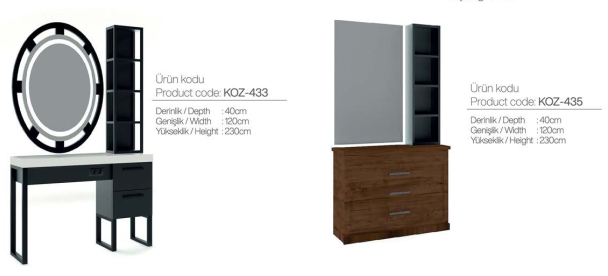 Ürün kodu
Product code: KOZ-433
Derinlik / Depth : 40cm
Genişlik / Width : 120cm
Yükseklik / Height : 230cm
Ürün kodu
Product code: KOZ-435
Derinlik / Depth : 40cm
Genişlik / Width : 120cm
Yükseklik / Height : 230cm